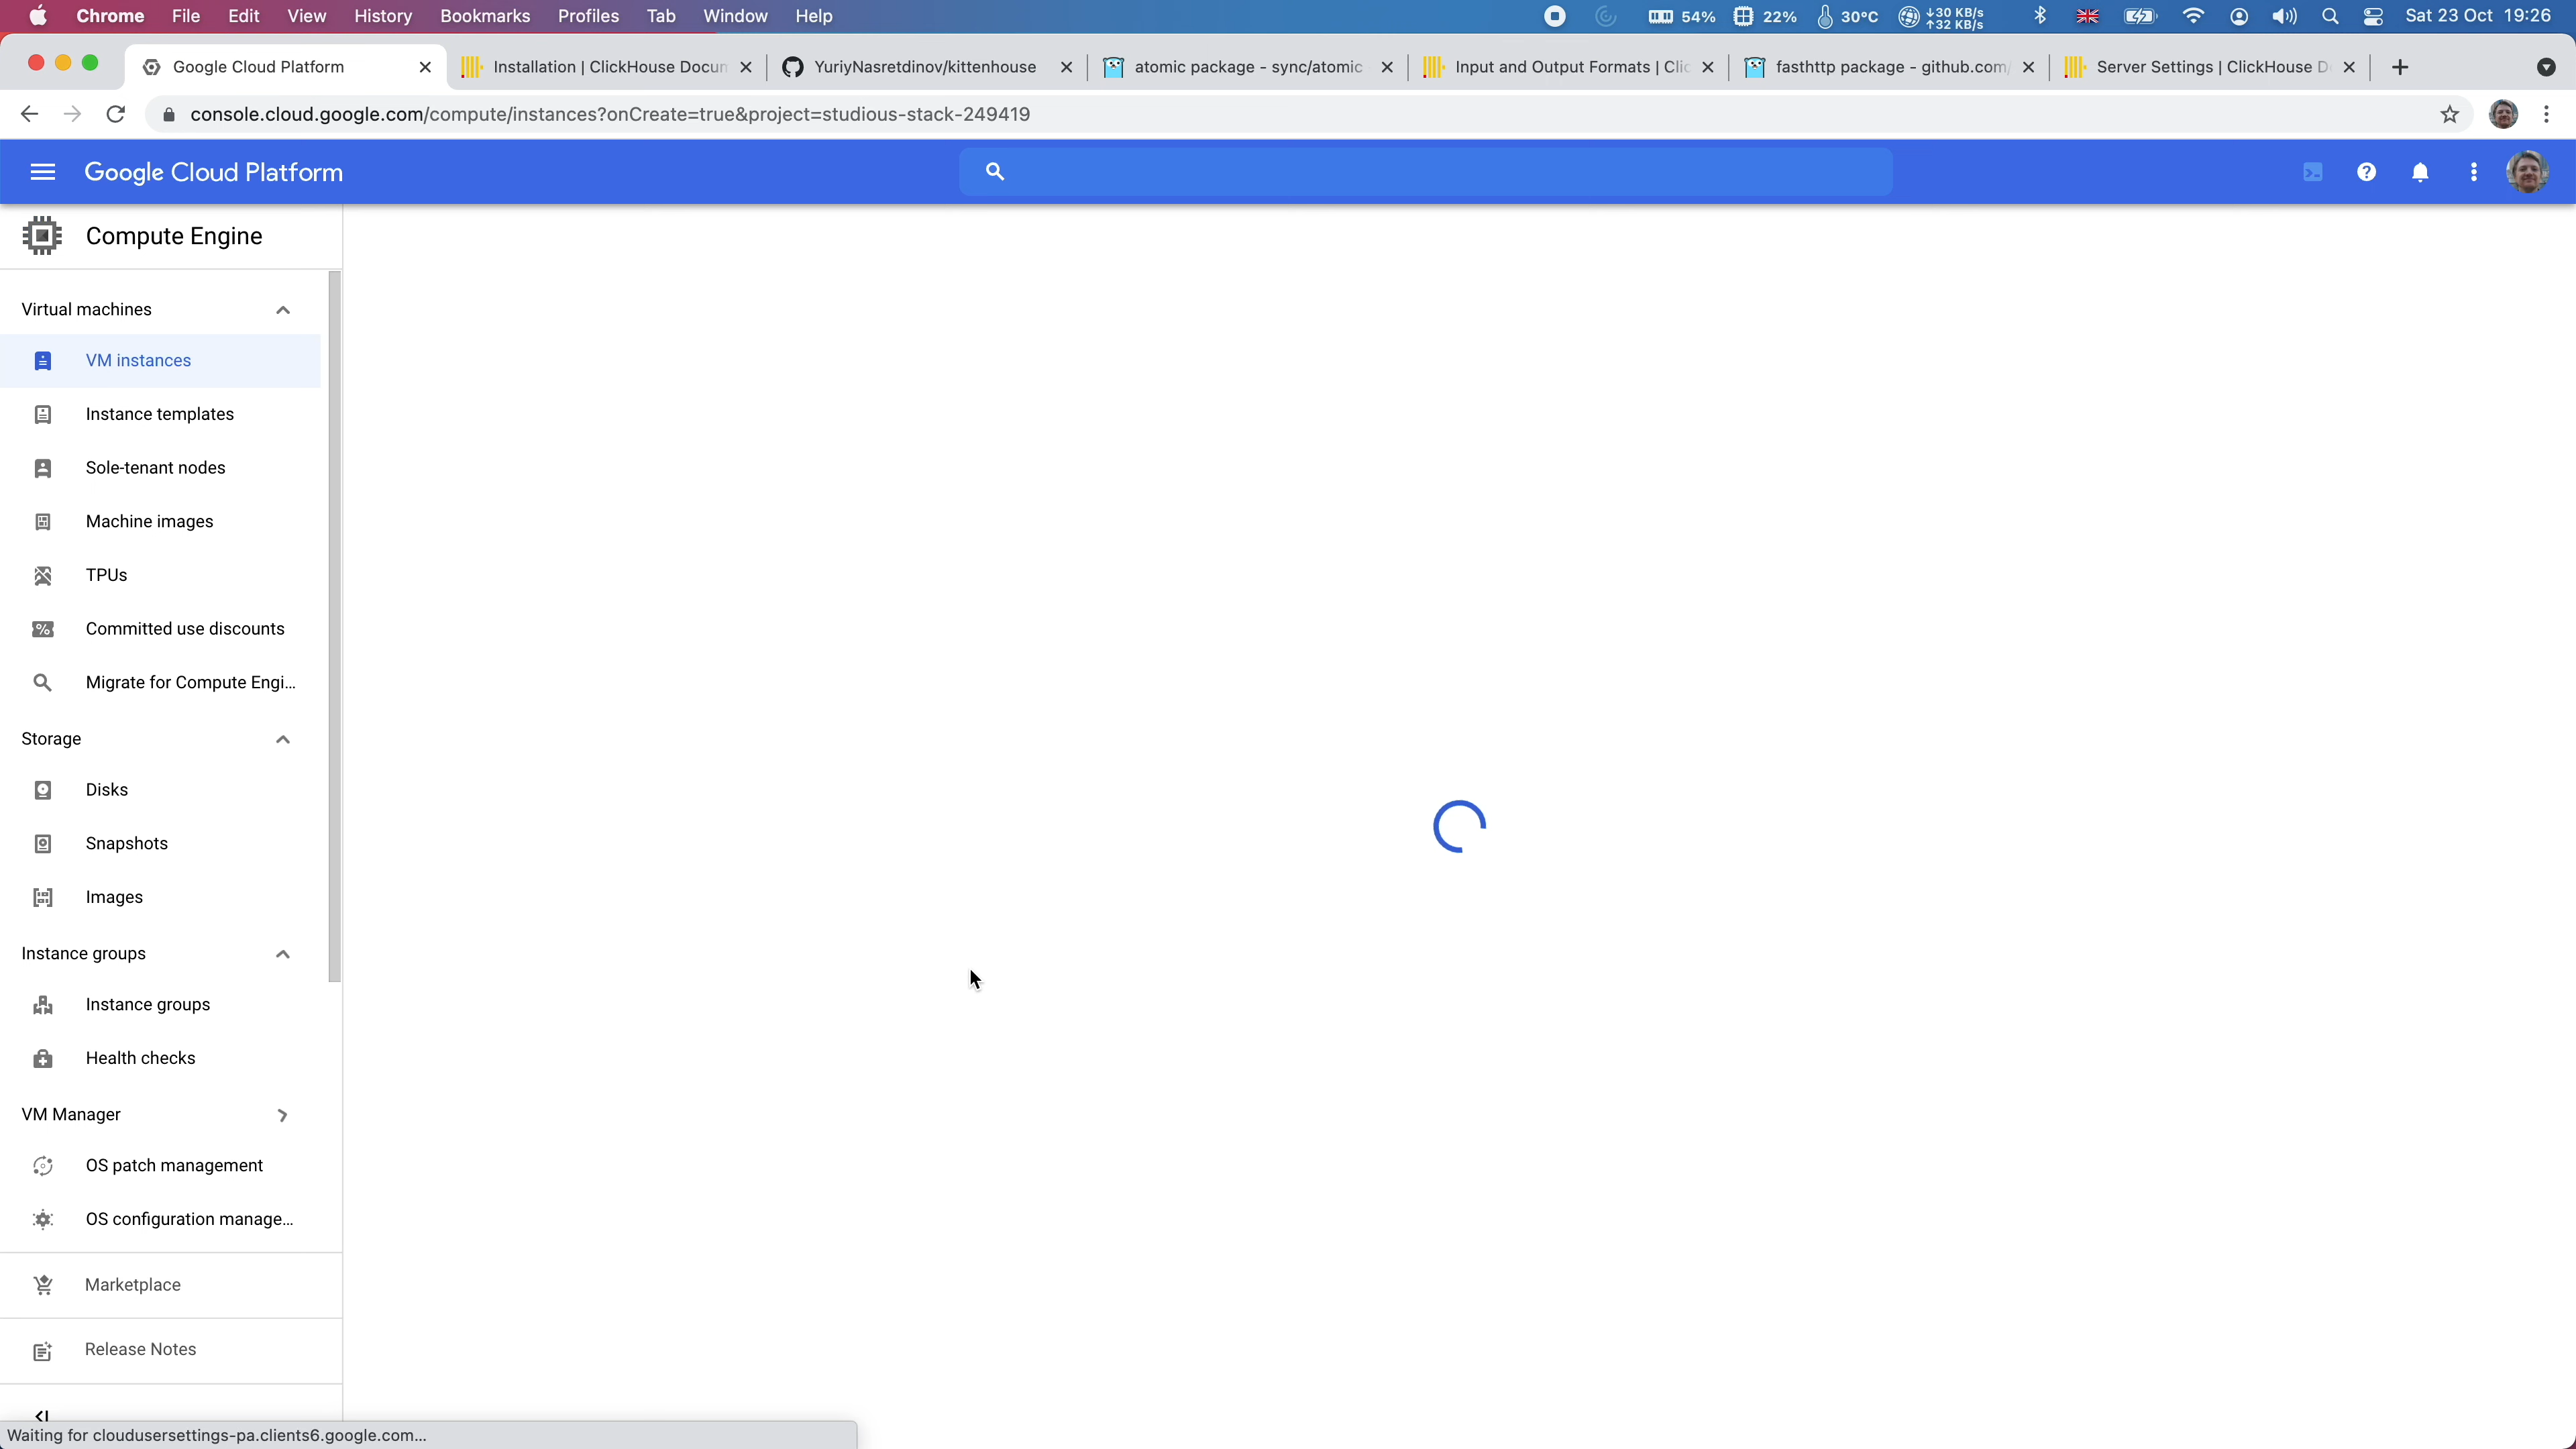 Chrome File Edit View History Bookmarks Profiles Tab Window Help 54% 22% 30°C ↓30 KB/s ↑32 KB/s Sat 23 Oct 19:26
Google Cloud Platform Installation | ClickHouse Docun YuriyNasretdinov/kittenhouse atomic package - sync/atomic Input and Output Formats | Clic fasthttp package - github.com/ Server Settings | ClickHouse D
console.cloud.google.com/compute/instances?onCreate=true&project=studious-stack-249419
Google Cloud Platform
Compute Engine
Virtual machines
VM instances
Instance templates
Sole-tenant nodes
Machine images
TPUs
Committed use discounts
Migrate for Compute Engi...
Storage
Disks
Snapshots
Images
Instance groups
Instance groups
Health checks
VM Manager
OS patch management
OS configuration manage...
Marketplace
Release Notes
Waiting for cloudusersettings-pa.clients6.google.com...